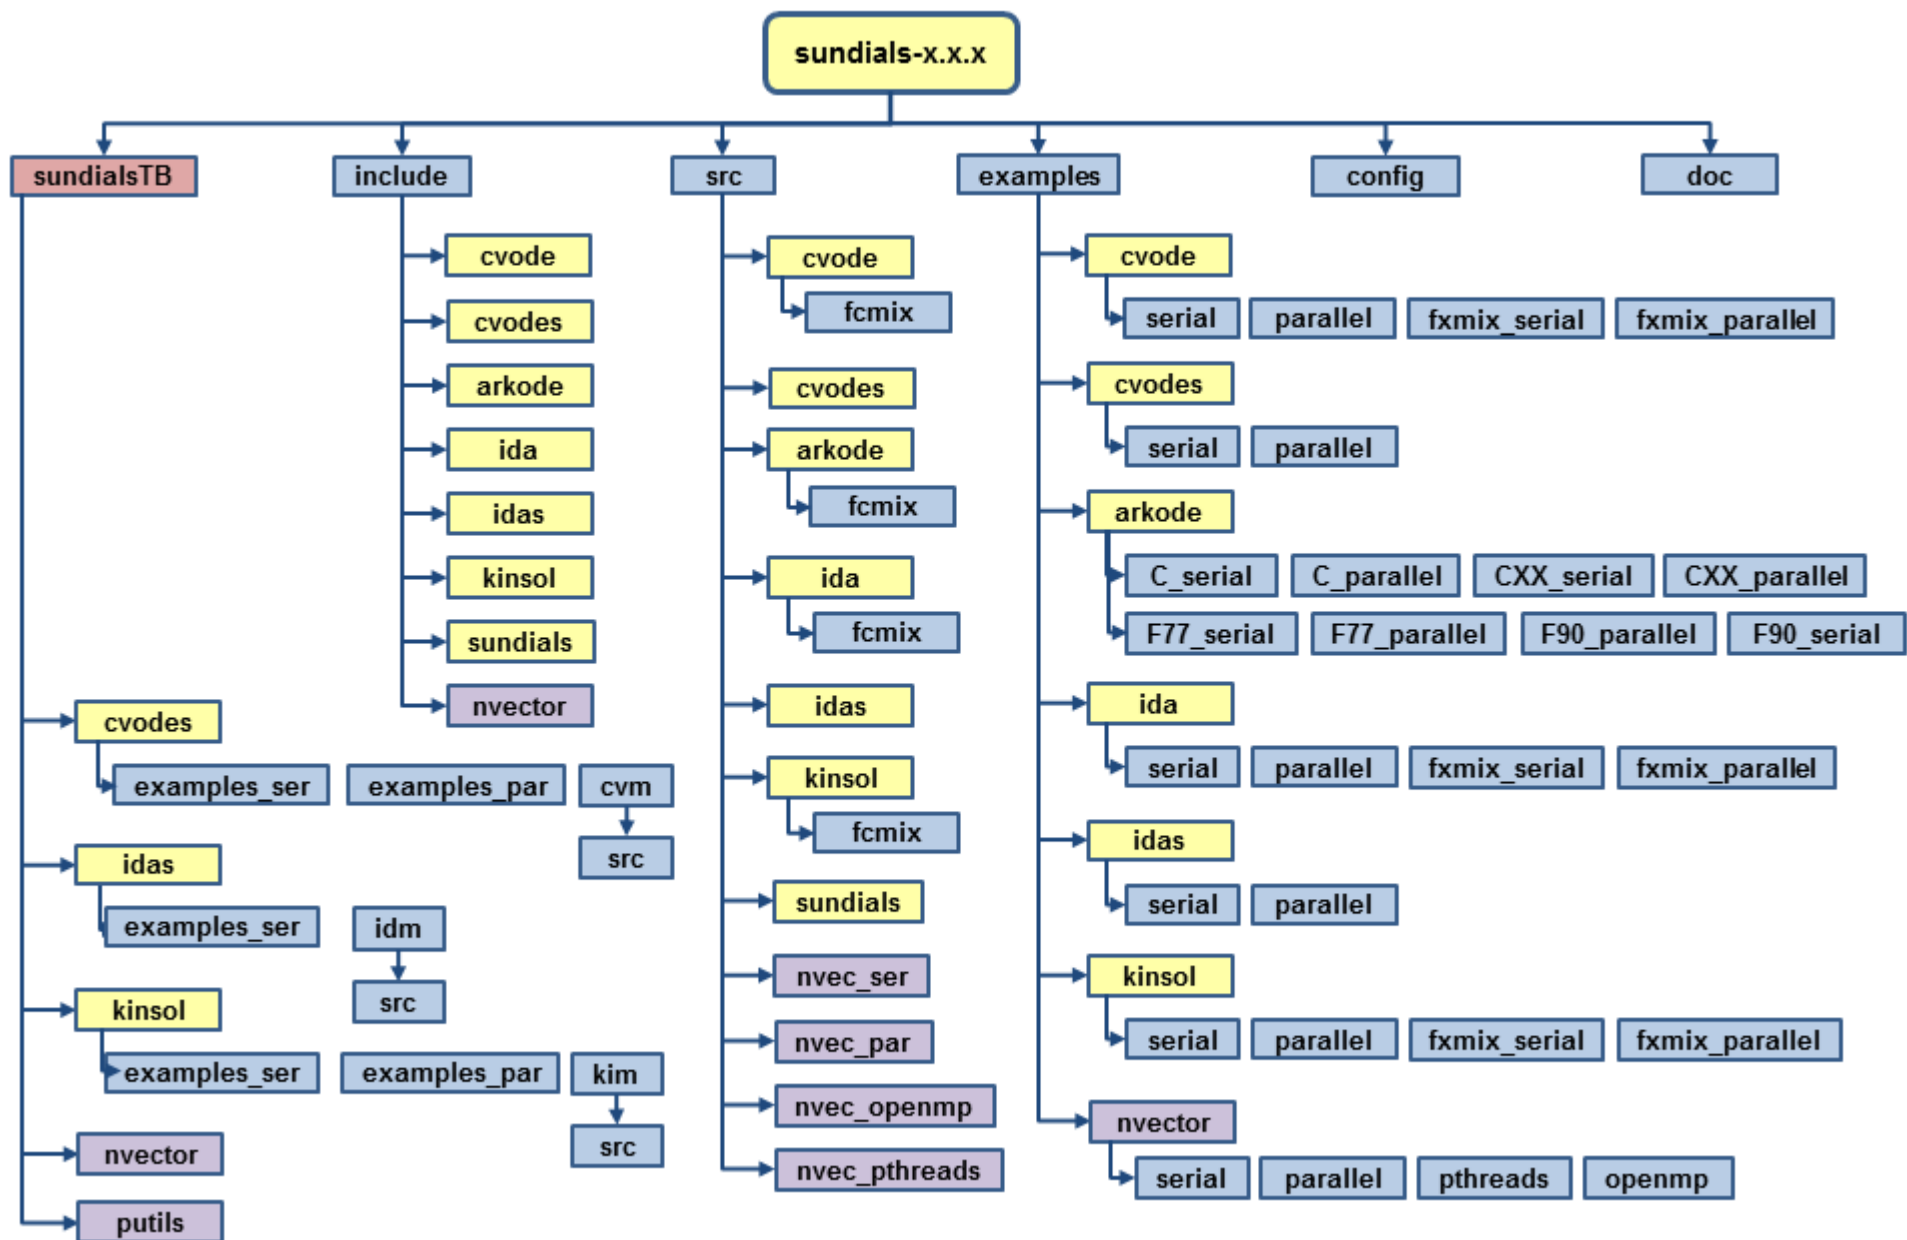 sundials-x.x.x
sundialsTB
include
src
examples
config
doc
cvodes
examples_ser
examples_par
cvm
src
idas
examples_ser
idm
src
kinsol
examples_ser
examples_par
kim
src
nvector
putils
cvode
cvodes
arkode
ida
idas
kinsol
sundials
nvector
cvode
fcmix
cvodes
arkode
fcmix
ida
fcmix
idas
kinsol
fcmix
sundials
nvec_ser
nvec_par
nvec_openmp
nvec_pthreads
cvode
serial parallel fxmix_serial fxmix_parallel
cvodes
serial parallel
arkode
C_serial C_parallel CXX_serial CXX_parallel
F77_serial F77_parallel F90_parallel F90_serial
ida
serial parallel fxmix_serial fxmix_parallel
idas
serial parallel
kinsol
serial parallel fxmix_serial fxmix_parallel
nvector
serial parallel pthreads openmp